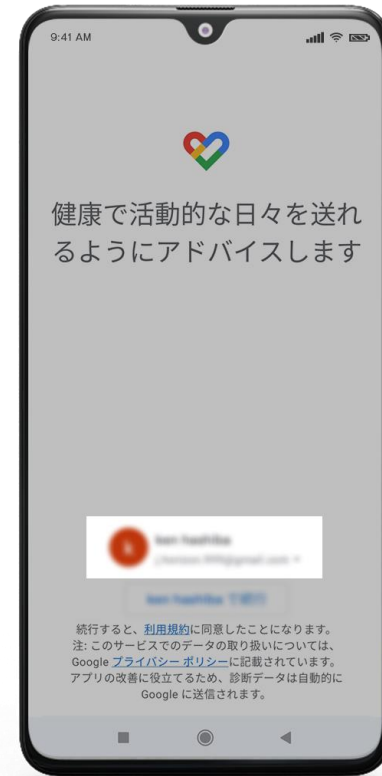 9:41 AM
健康で活動的な日々を送れ
るようにアドバイスします
続行すると、利用規約に同意したことになります。
注: このサービスでのデータの取り扱いについては、
Google プライバシー ポリシーに記載されています。
アプリの改善に役立てるため、診断データは自動的に
Google に送信されます。